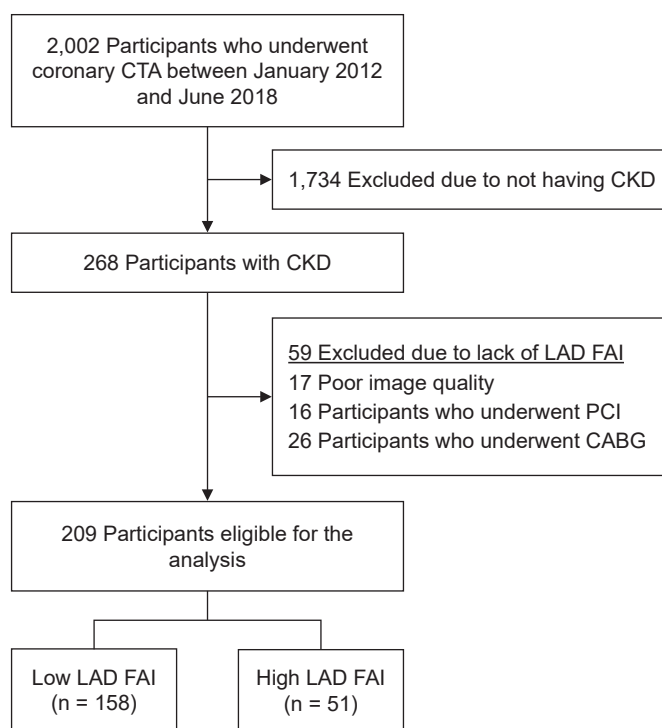 2,002 Participants who underwent
coronary CTA between January 2012
and June 2018
1,734 Excluded due to not having CKD
268 Participants with CKD
59 Excluded due to lack of LAD FAI
17 Poor image quality
16 Participants who underwent PCI
26 Participants who underwent CABG
209 Participants eligible for the
analysis
Low LAD FAI
(n = 158)
High LAD FAI
(n = 51)